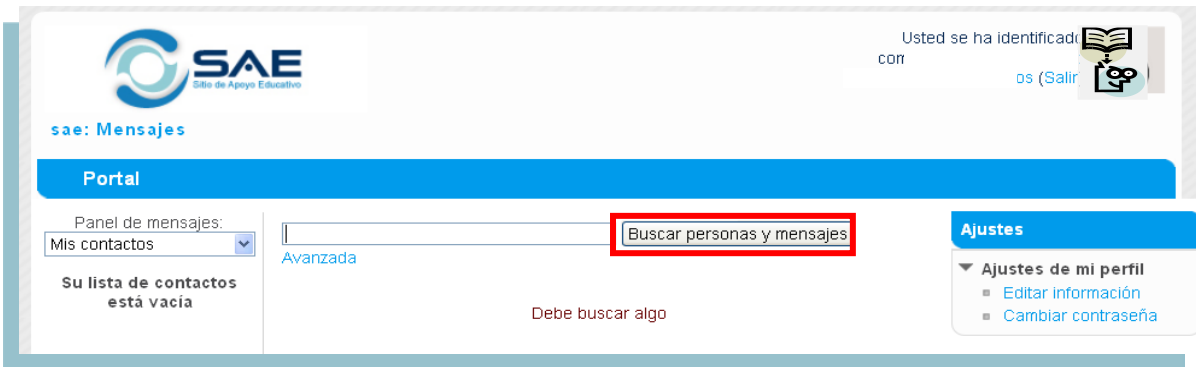 SAE
Sitio de Apoyo Educativo
Usted se ha identificado
os (Salir)
sae: Mensajes
Portal
Panel de mensajes:
Mis contactos
Su lista de contactos
está vacía
Buscar personas y mensajes
Avanzada
Debe buscar algo
Ajustes
Ajustes de mi perfil
Editar información
Cambiar contraseña